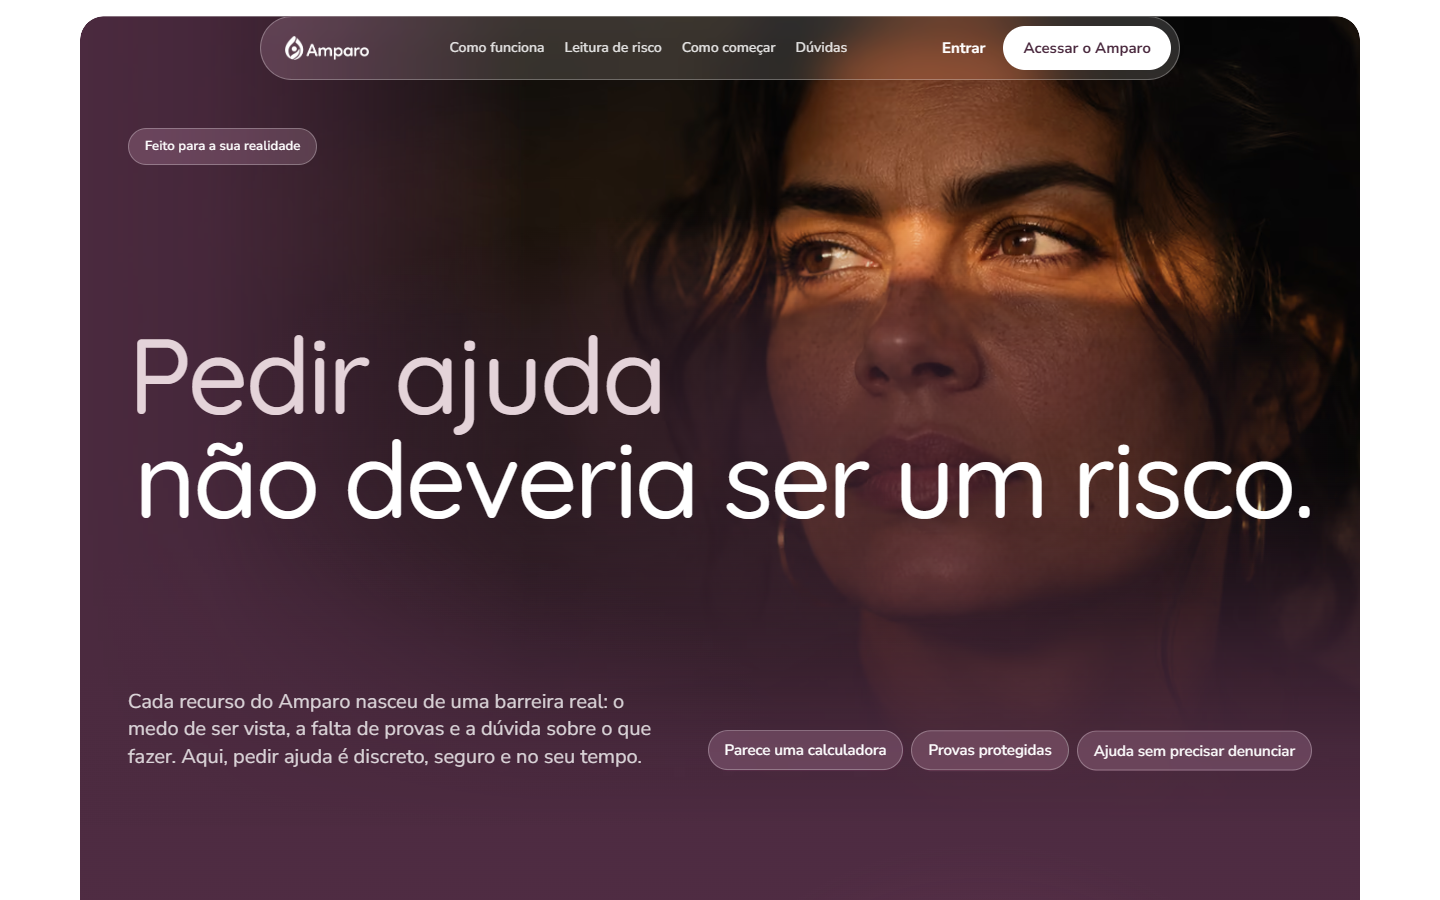 Amparo
Como funciona
Leitura de risco
Como começar
Dúvidas
Entrar
Acessar o Amparo
Feito para a sua realidade
Pedir ajuda
não deveria ser um risco.
Cada recurso do Amparo nasceu de uma barreira real: o
medo de ser vista, a falta de provas e a dúvida sobre o que
fazer. Aqui, pedir ajuda é discreto, seguro e no seu tempo.
Parece uma calculadora
Provas protegidas
Ajuda sem precisar denunciar